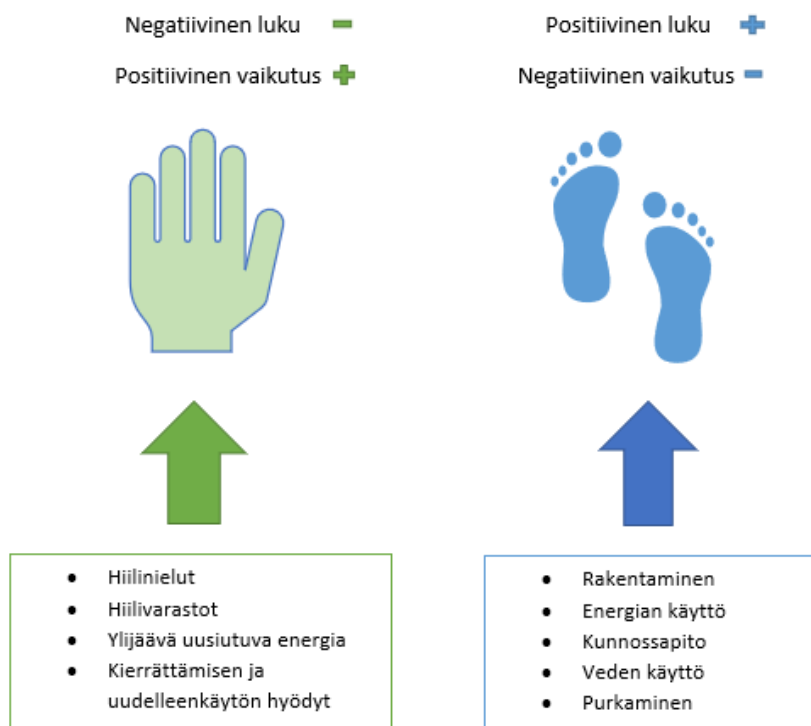 Negatiivinen luku -
Positiivinen vaikutus +
Positiivinen luku +
Negatiivinen vaikutus -
• Hiilinielut
• Hiilivarastot
• Ylijäävä uusiutuva energia
• Kierrättämisen ja
uudelleenkäytön hyödyt
• Rakentaminen
• Energian käyttö
• Kunnossapito
• Veden käyttö
• Purkaminen